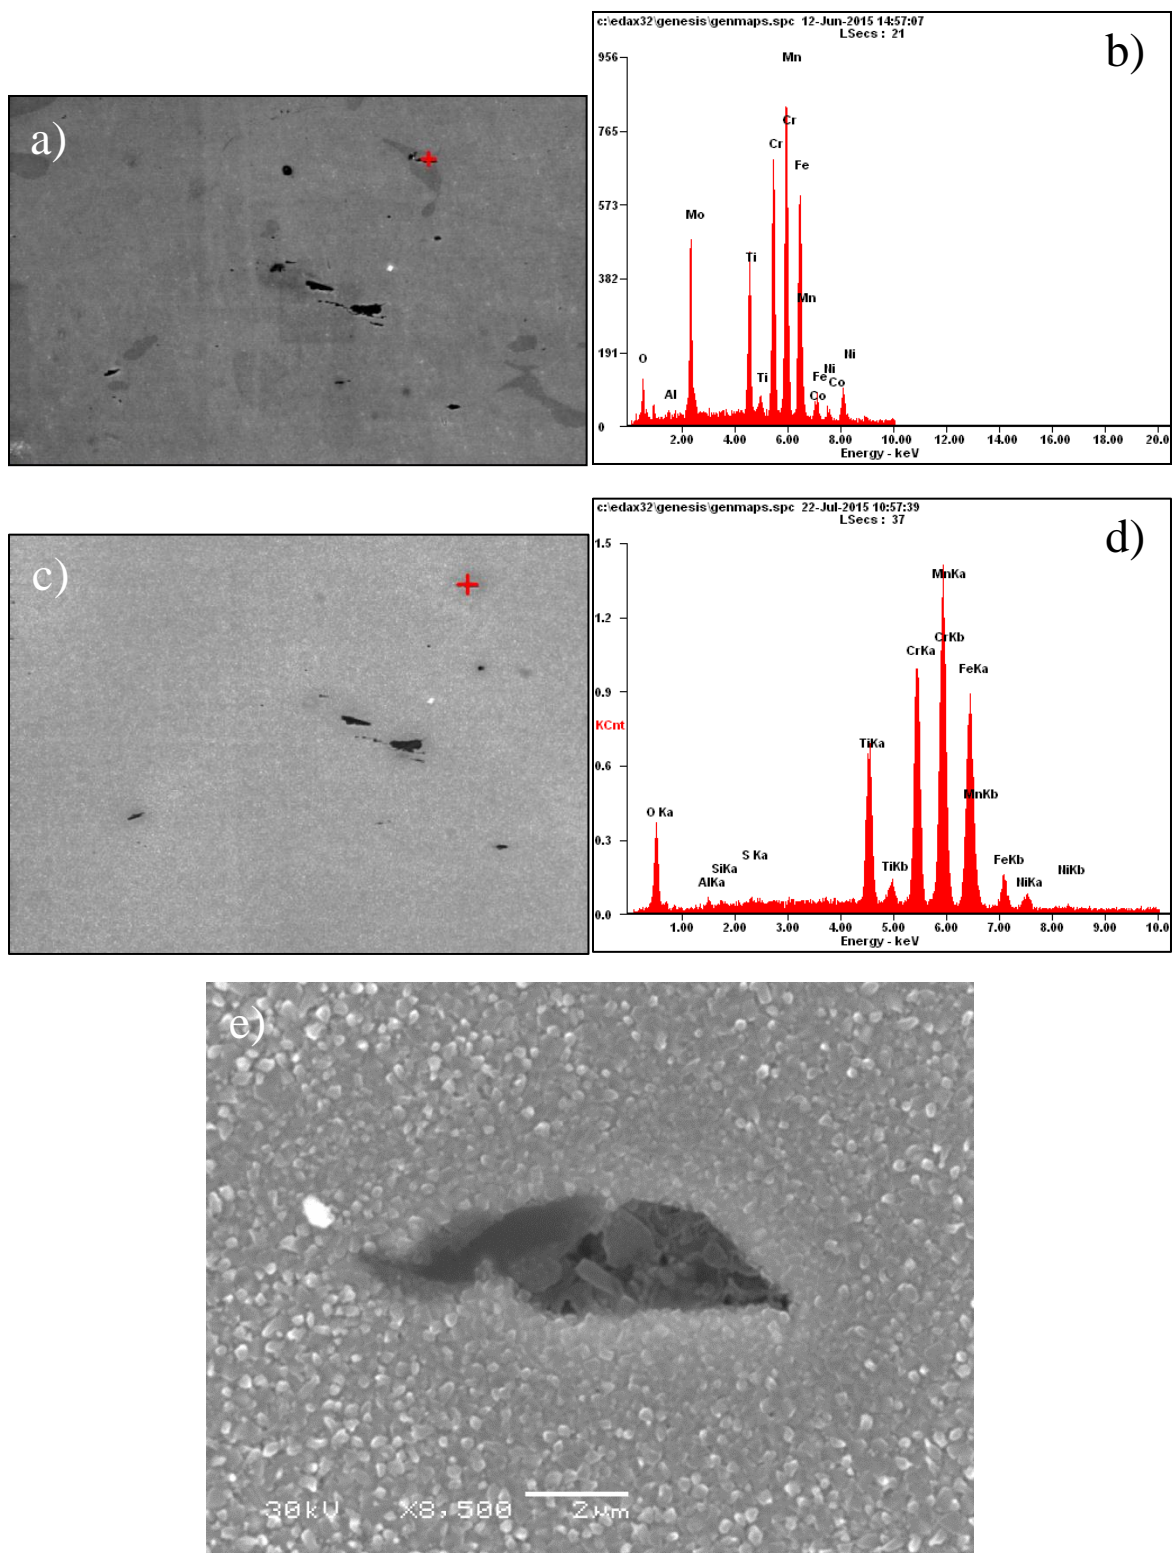 a)
c:\edax32\genesis\genmaps.spc 12-Jun-2015 14:57:07
LSecs : 21
b)
956
765
573
382
191
0
Mn
Cr
Cr
Fe
Mo
Ti
Mn
O
Al
Ti
Fe
Co
Ni
Co
Ni
2.00 4.00 6.00 8.00 10.00 12.00 14.00 16.00 18.00 20.0
Energy - keV
c)
c:\edax32\genesis\genmaps.spc 22-Jul-2015 10:57:39
LSecs : 37
d)
1.5
1.2
0.9
KCnt
0.6
0.3
0.0
MnKa
CrKb
CrKa
FeKa
TiKa
MnKb
O Ka
S Ka
SiKa
AlKa
TiKb
FeKb
NiKa
NiKb
1.00 2.00 3.00 4.00 5.00 6.00 7.00 8.00 9.00 10.0
Energy - keV
e)
30kV X8,500 2µm